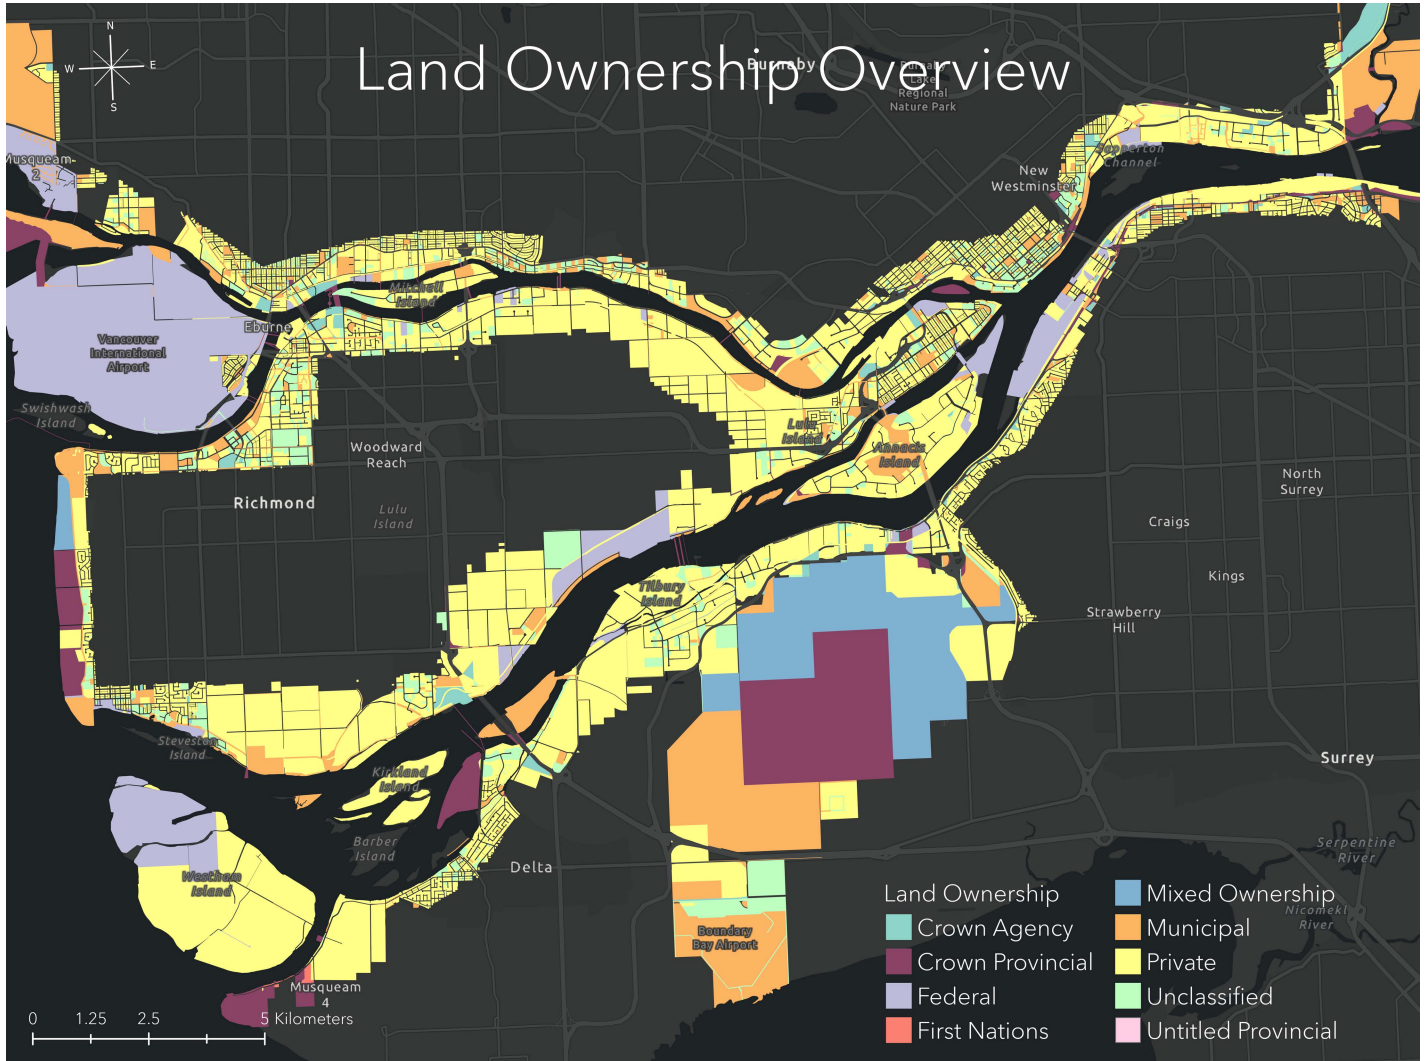 N
W E
S
Land Ownership Overview
Burnaby
Burnaby
Lake
Regional
Nature Park
Musqueam
2
Sapperton
Channel
New
Westminster
Mitchell
Island
Eburne
Vancouver
International
Airport
Swishwash
Island
Lulu
Island
Annacis
Island
Woodward
Reach
Richmond
Lulu
Island
North
Surrey
Craigs
Kings
Tilbury
Island
Strawberry
Hill
Steveston
Island
Kirkland
Island
Surrey
Barber
Island
Delta
Serpentine
River
Westham
Island
Nicomekl
River
Boundary
Bay Airport
Musqueam
4
0 1.25 2.5 5 Kilometers
Land Ownership
Crown Agency
Crown Provincial
Federal
First Nations
Mixed Ownership
Municipal
Private
Unclassified
Untitled Provincial